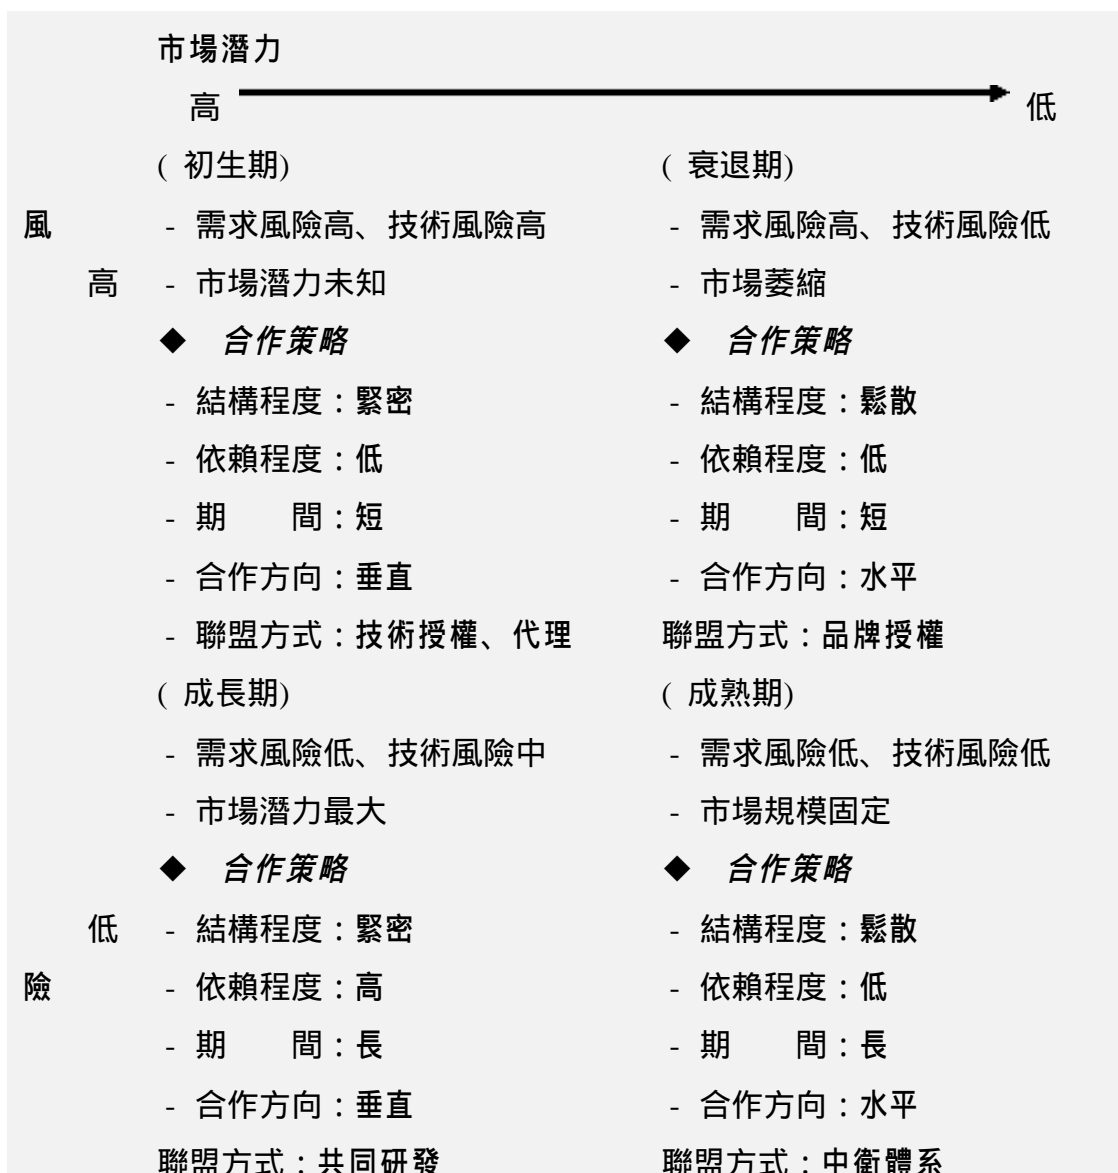 市場潛力
高 低
( 初生期) ( 衰退期)
風 - 需求風險高、技術風險高 - 需求風險高、技術風險低
高 - 市場潛力未知 - 市場萎縮
◆ 合作策略 ◆ 合作策略
- 結構程度：緊密 - 結構程度：鬆散
- 依賴程度：低 - 依賴程度：低
- 期　　間：短 - 期　　間：短
- 合作方向：垂直 - 合作方向：水平
- 聯盟方式：技術授權、代理 聯盟方式：品牌授權
( 成長期) ( 成熟期)
- 需求風險低、技術風險中 - 需求風險低、技術風險低
- 市場潛力最大 - 市場規模固定
◆ 合作策略 ◆ 合作策略
低 - 結構程度：緊密 - 結構程度：鬆散
險 - 依賴程度：高 - 依賴程度：低
- 期　　間：長 - 期　　間：長
- 合作方向：垂直 - 合作方向：水平
聯盟方式：共同研發 聯盟方式：中衛體系